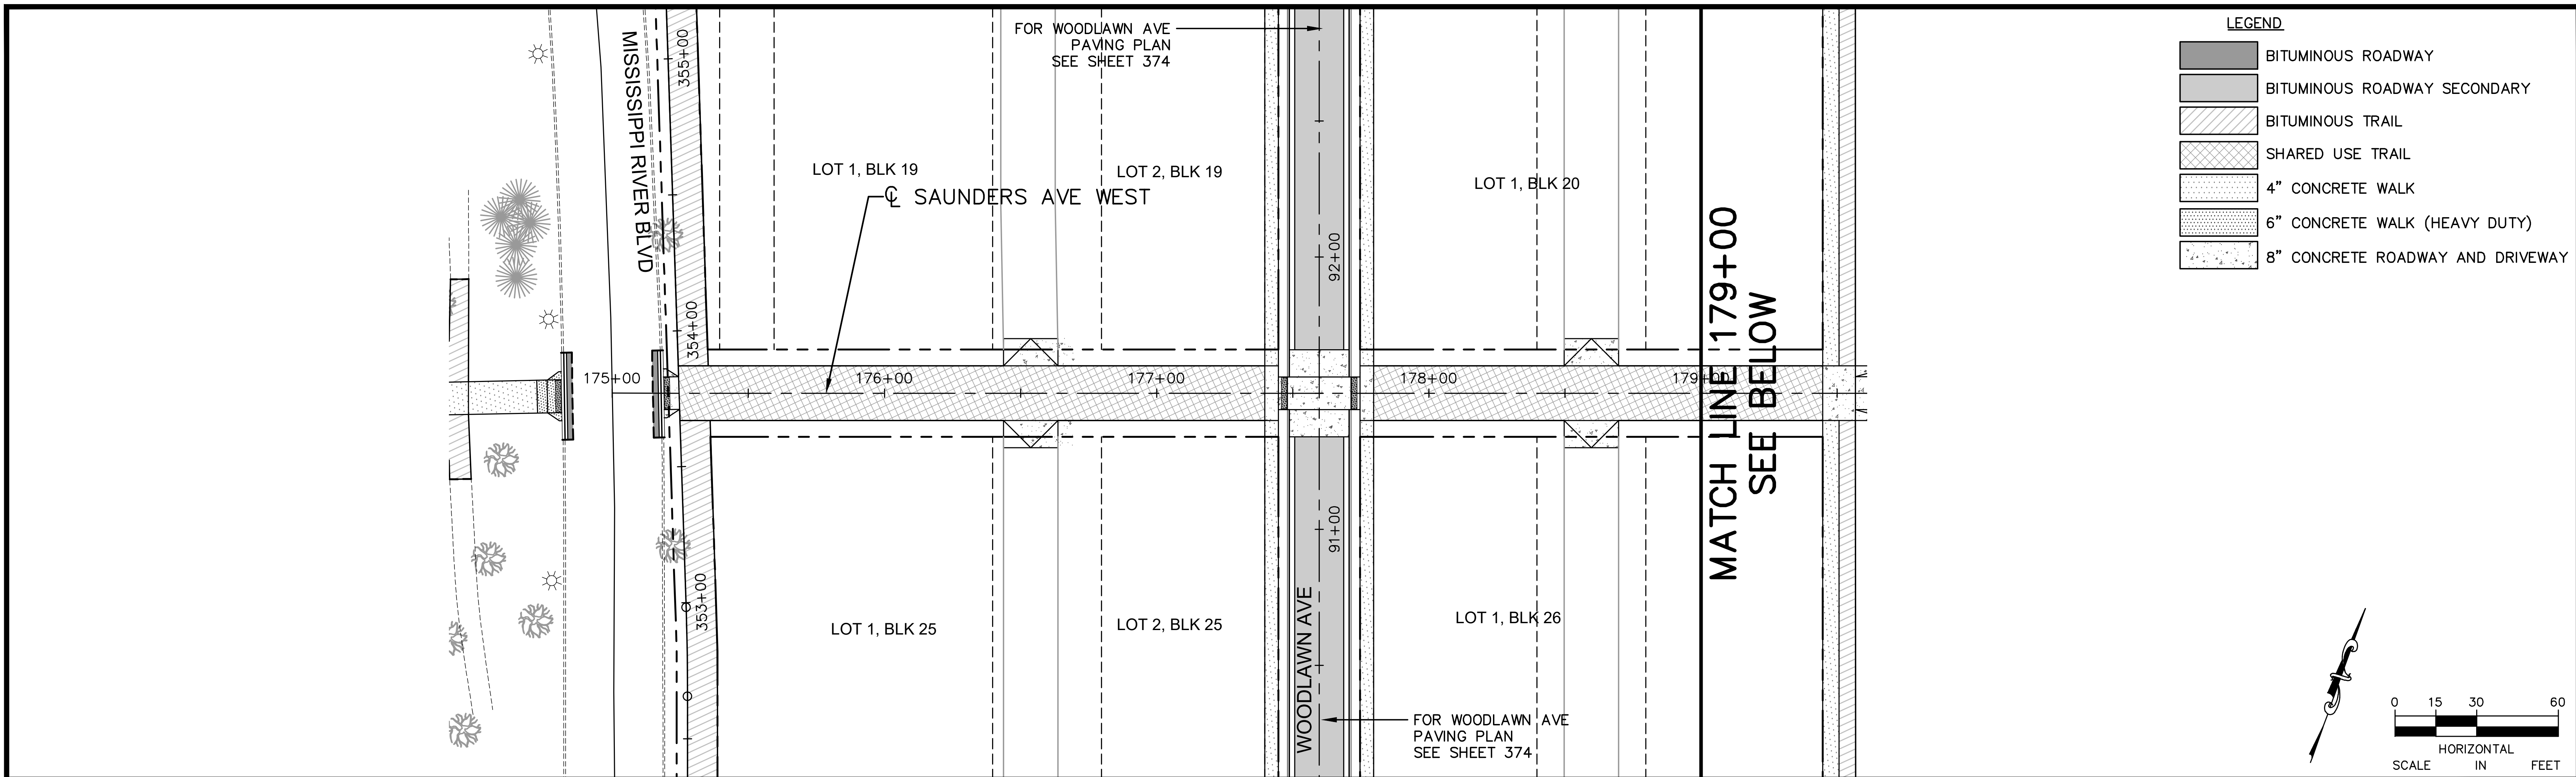 FOR WOODLAWN AVE
PAVING PLAN
SEE SHEET 374
MISSISSIPPI RIVER BLVD
355+00
354+00
353+00
LOT 1, BLK 19
LOT 2, BLK 19
LOT 1, BLK 20
℄ SAUNDERS AVE WEST
92+00
91+00
175+00
176+00
177+00
178+00
179+00
MATCH LINE 179+00
SEE BELOW
LOT 1, BLK 25
LOT 2, BLK 25
LOT 1, BLK 26
WOODLAWN AVE
FOR WOODLAWN AVE
PAVING PLAN
SEE SHEET 374
LEGEND
BITUMINOUS ROADWAY
BITUMINOUS ROADWAY SECONDARY
BITUMINOUS TRAIL
SHARED USE TRAIL
4" CONCRETE WALK
6" CONCRETE WALK (HEAVY DUTY)
8" CONCRETE ROADWAY AND DRIVEWAY
0 15 30 60
HORIZONTAL
SCALE IN FEET